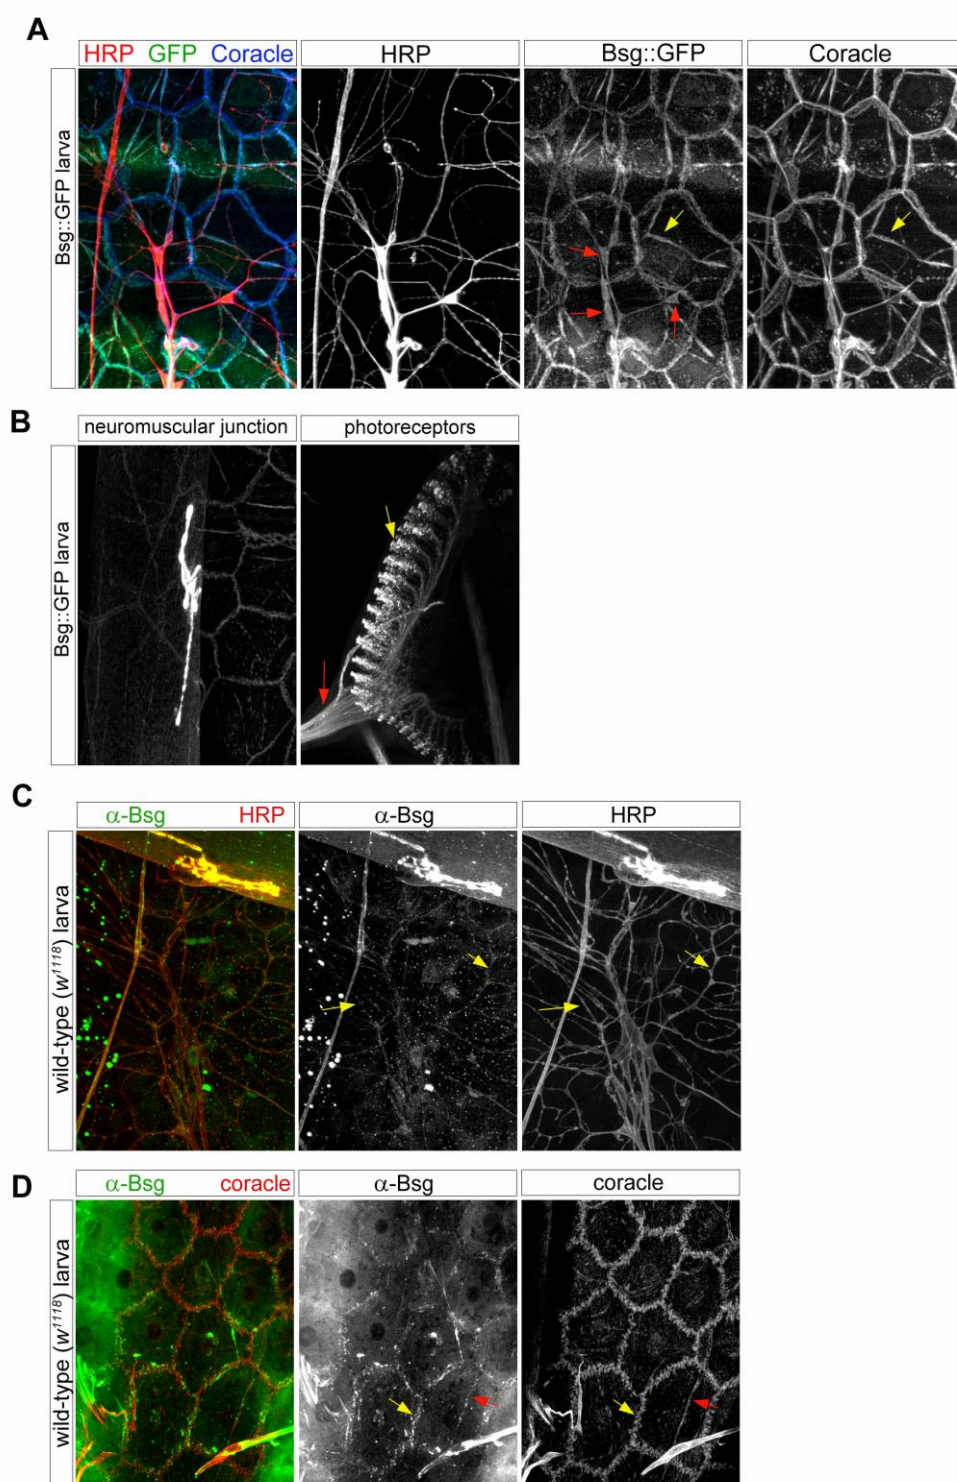 A
HRP GFP Coracle
HRP
Bsg::GFP
Coracle
Bsg::GFP larva
B
neuromuscular junction
photoreceptors
Bsg::GFP larva
C
α-Bsg HRP
α-Bsg
HRP
wild-type (w¹¹¹⁸) larva
D
α-Bsg coracle
α-Bsg
coracle
wild-type (w¹¹¹⁸) larva